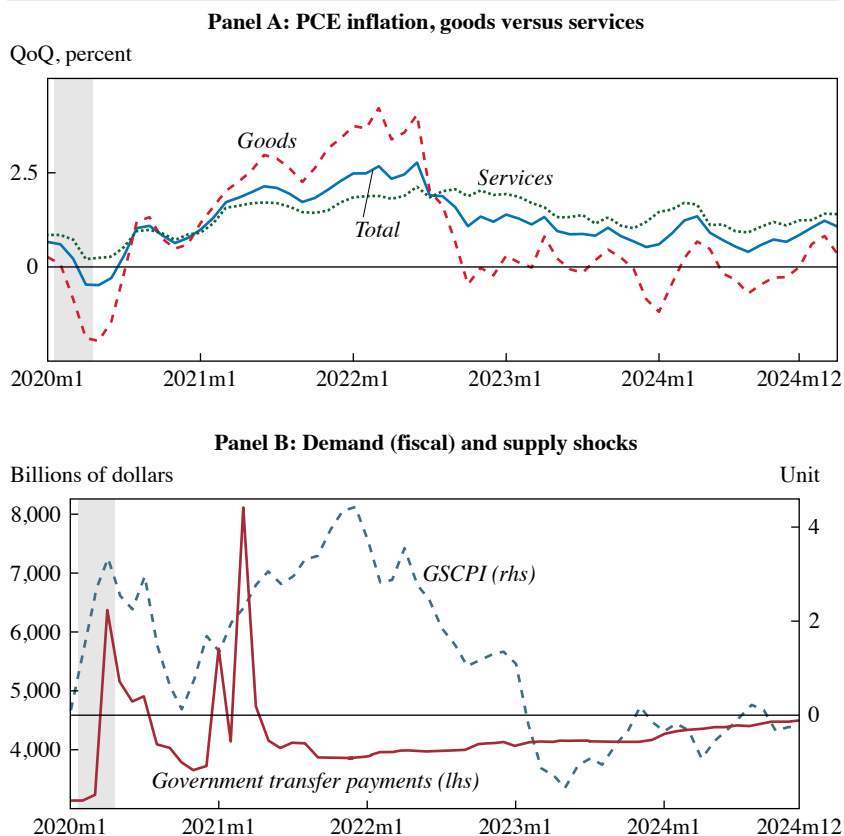 Panel A: PCE inflation, goods versus services
QoQ, percent
Goods
2.5
Services
Total
0
2020m1 2021m1 2022m1 2023m1 2024m1 2024m12
Panel B: Demand (fiscal) and supply shocks
Billions of dollars Unit
8,000 4
7,000 GSCPI (rhs)
6,000 2
5,000 0
4,000
Government transfer payments (lhs)
2020m1 2021m1 2022m1 2023m1 2024m1 2024m12